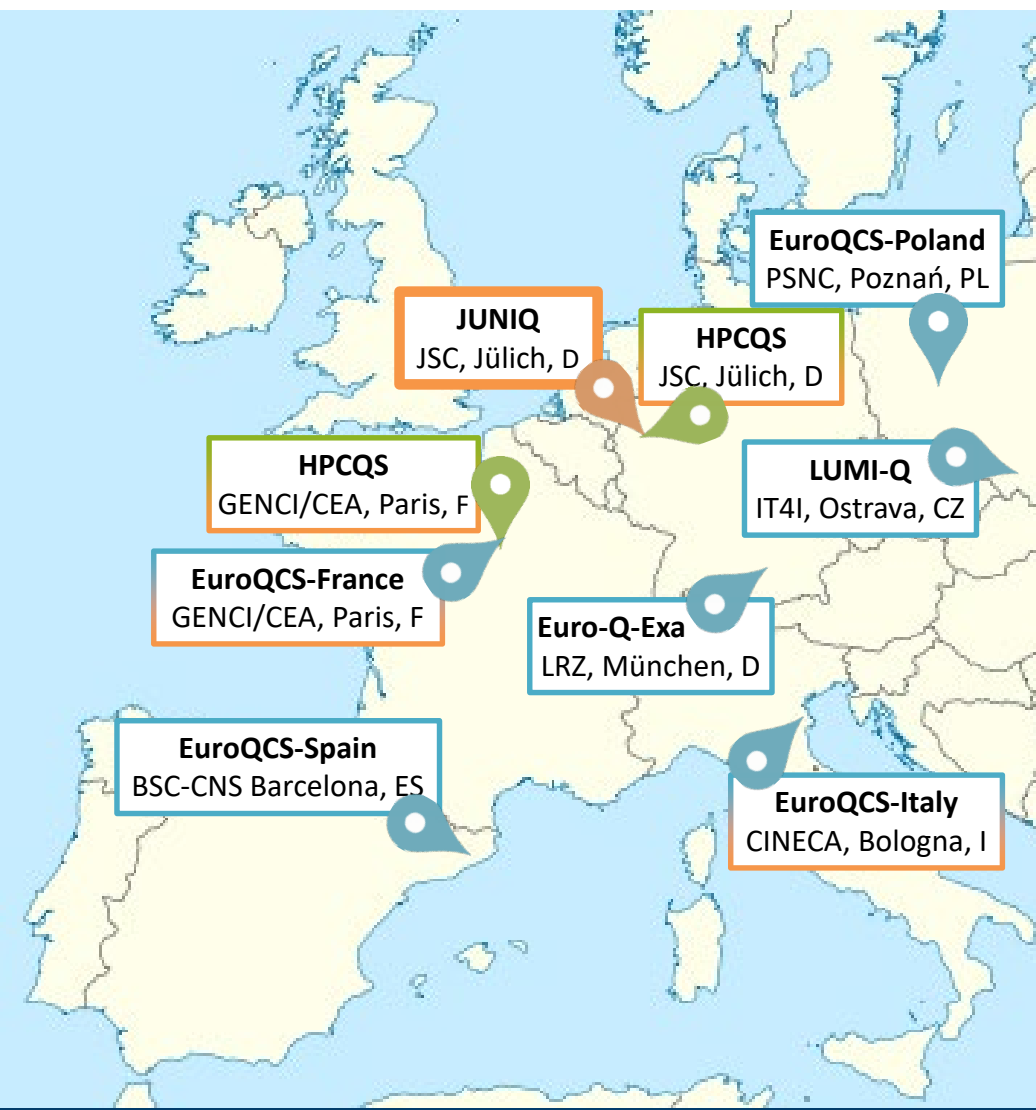 EuroQCS-Poland
PSNC, Poznań, PL
JUNIQ
JSC, Jülich, D
HPCQS
JSC, Jülich, D
HPCQS
GENCI/CEA, Paris, F
LUMI-Q
IT4I, Ostrava, CZ
EuroQCS-France
GENCI/CEA, Paris, F
Euro-Q-Exa
LRZ, München, D
EuroQCS-Spain
BSC-CNS Barcelona, ES
EuroQCS-Italy
CINECA, Bologna, I